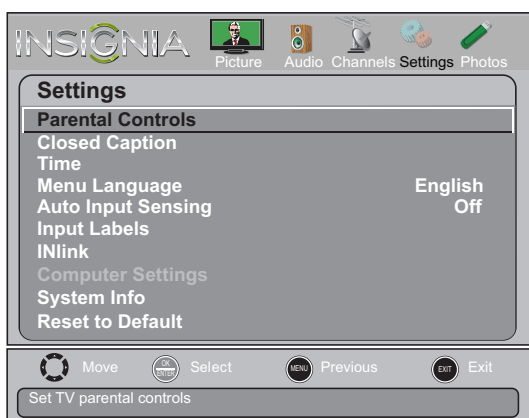 INSIGNIA
Picture Audio Channels Settings Photos
Settings
Parental Controls
Closed Caption
Time
Menu Language English
Auto Input Sensing Off
Input Labels
INlink
Computer Settings
System Info
Reset to Default
Move OK ENTER Select MENU Previous EXIT Exit
Set TV parental controls